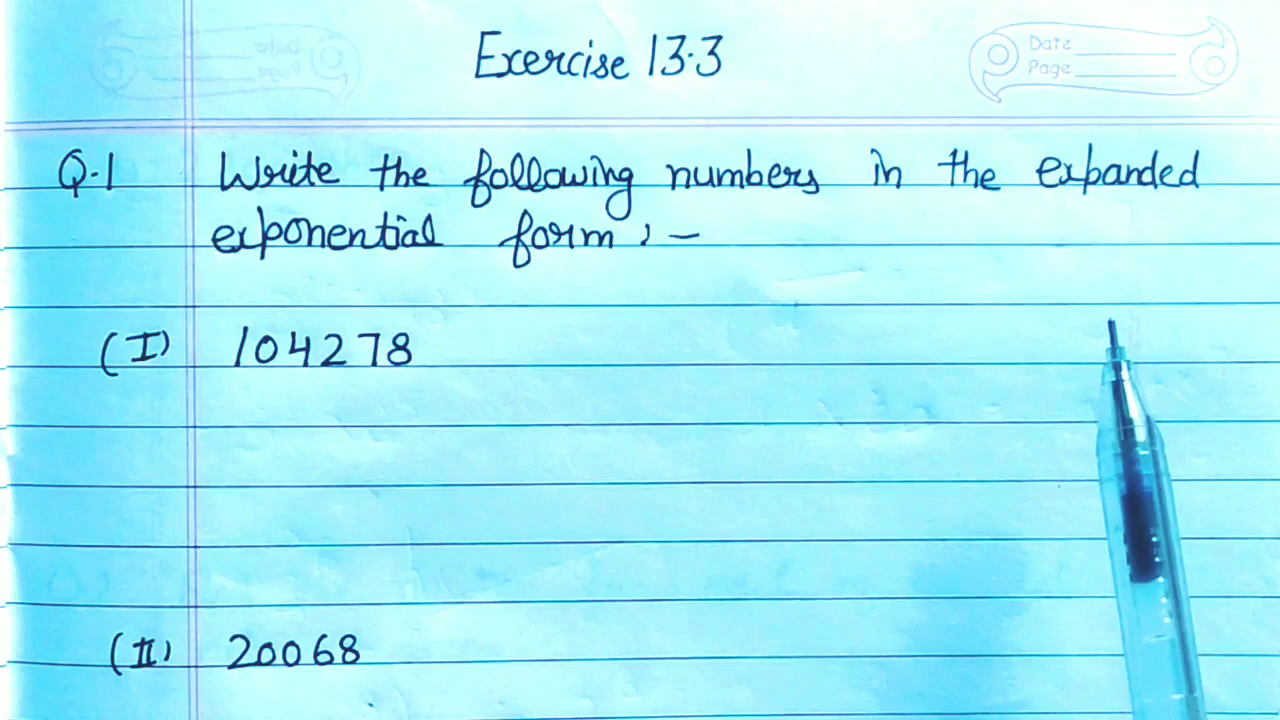 Exercise 13.3
Date
Page
Q.1 Write the following numbers in the expanded
exponential form : -
(I) 104278
(II) 20068